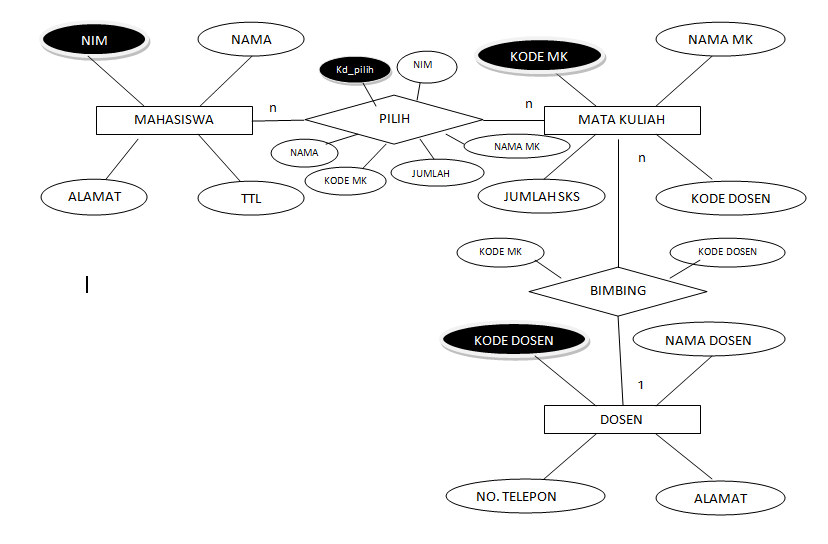 NIM
NAMA
KODE MK
NAMA MK
Kd_pilih
NIM
n
n
MAHASISWA
PILIH
MATA KULIAH
NAMA
KODE MK
JUMLAH
NAMA MK
n
ALAMAT
TTL
JUMLAH SKS
KODE DOSEN
KODE MK
KODE DOSEN
BIMBING
KODE DOSEN
NAMA DOSEN
1
DOSEN
NO. TELEPON
ALAMAT